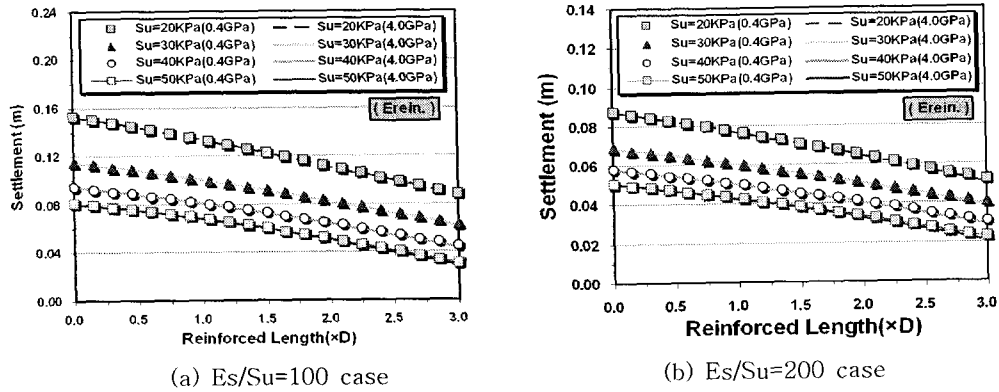 0.24
0.20
0.16
0.12
0.08
0.04
0.00
Settlement (m)
Su=20KPa(0.4GPa) Su=20KPa(4.0GPa)
Su=30KPa(0.4GPa) Su=30KPa(4.0GPa)
Su=40KPa(0.4GPa) Su=40KPa(4.0GPa)
Su=50KPa(0.4GPa) Su=50KPa(4.0GPa)
( Erein. )
0.0 0.5 1.0 1.5 2.0 2.5 3.0
Reinforced Length(×D)
(a) Es/Su=100 case
0.14
0.12
0.10
0.08
0.06
0.04
0.02
0.00
Settlement (m)
Su=20KPa(0.4GPa) Su=20KPa(4.0GPa)
Su=30KPa(0.4GPa) Su=30KPa(4.0GPa)
Su=40KPa(0.4GPa) Su=40KPa(4.0GPa)
Su=50KPa(0.4GPa) Su=50KPa(4.0GPa)
( Erein. )
0.0 0.5 1.0 1.5 2.0 2.5 3.0
Reinforced Length(×D)
(b) Es/Su=200 case